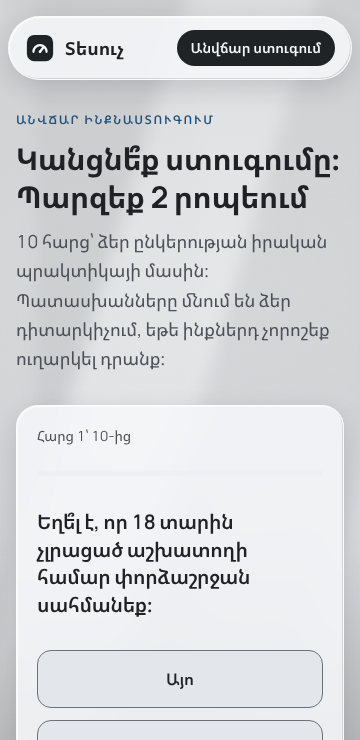 Տեսուչ
Անվճար ստուգում
ԱՆՎՃԱՐ ԻՆՔՆԱՍՏՈՒԳՈՒՄ
Կանցնե՞ք ստուգումը։
Պարզեք 2 րոպեում
10 հարց՝ ձեր ընկերության իրական
պրակտիկայի մասին։
Պատասխանները մնում են ձեր
դիտարկիչում, եթե ինքներդ չորոշեք
ուղարկել դրանք։
Հարց 1՝ 10-ից
Եղե՞լ է, որ 18 տարին
չլրացած աշխատողի
համար փորձաշրջան
սահմանեք։
Այո